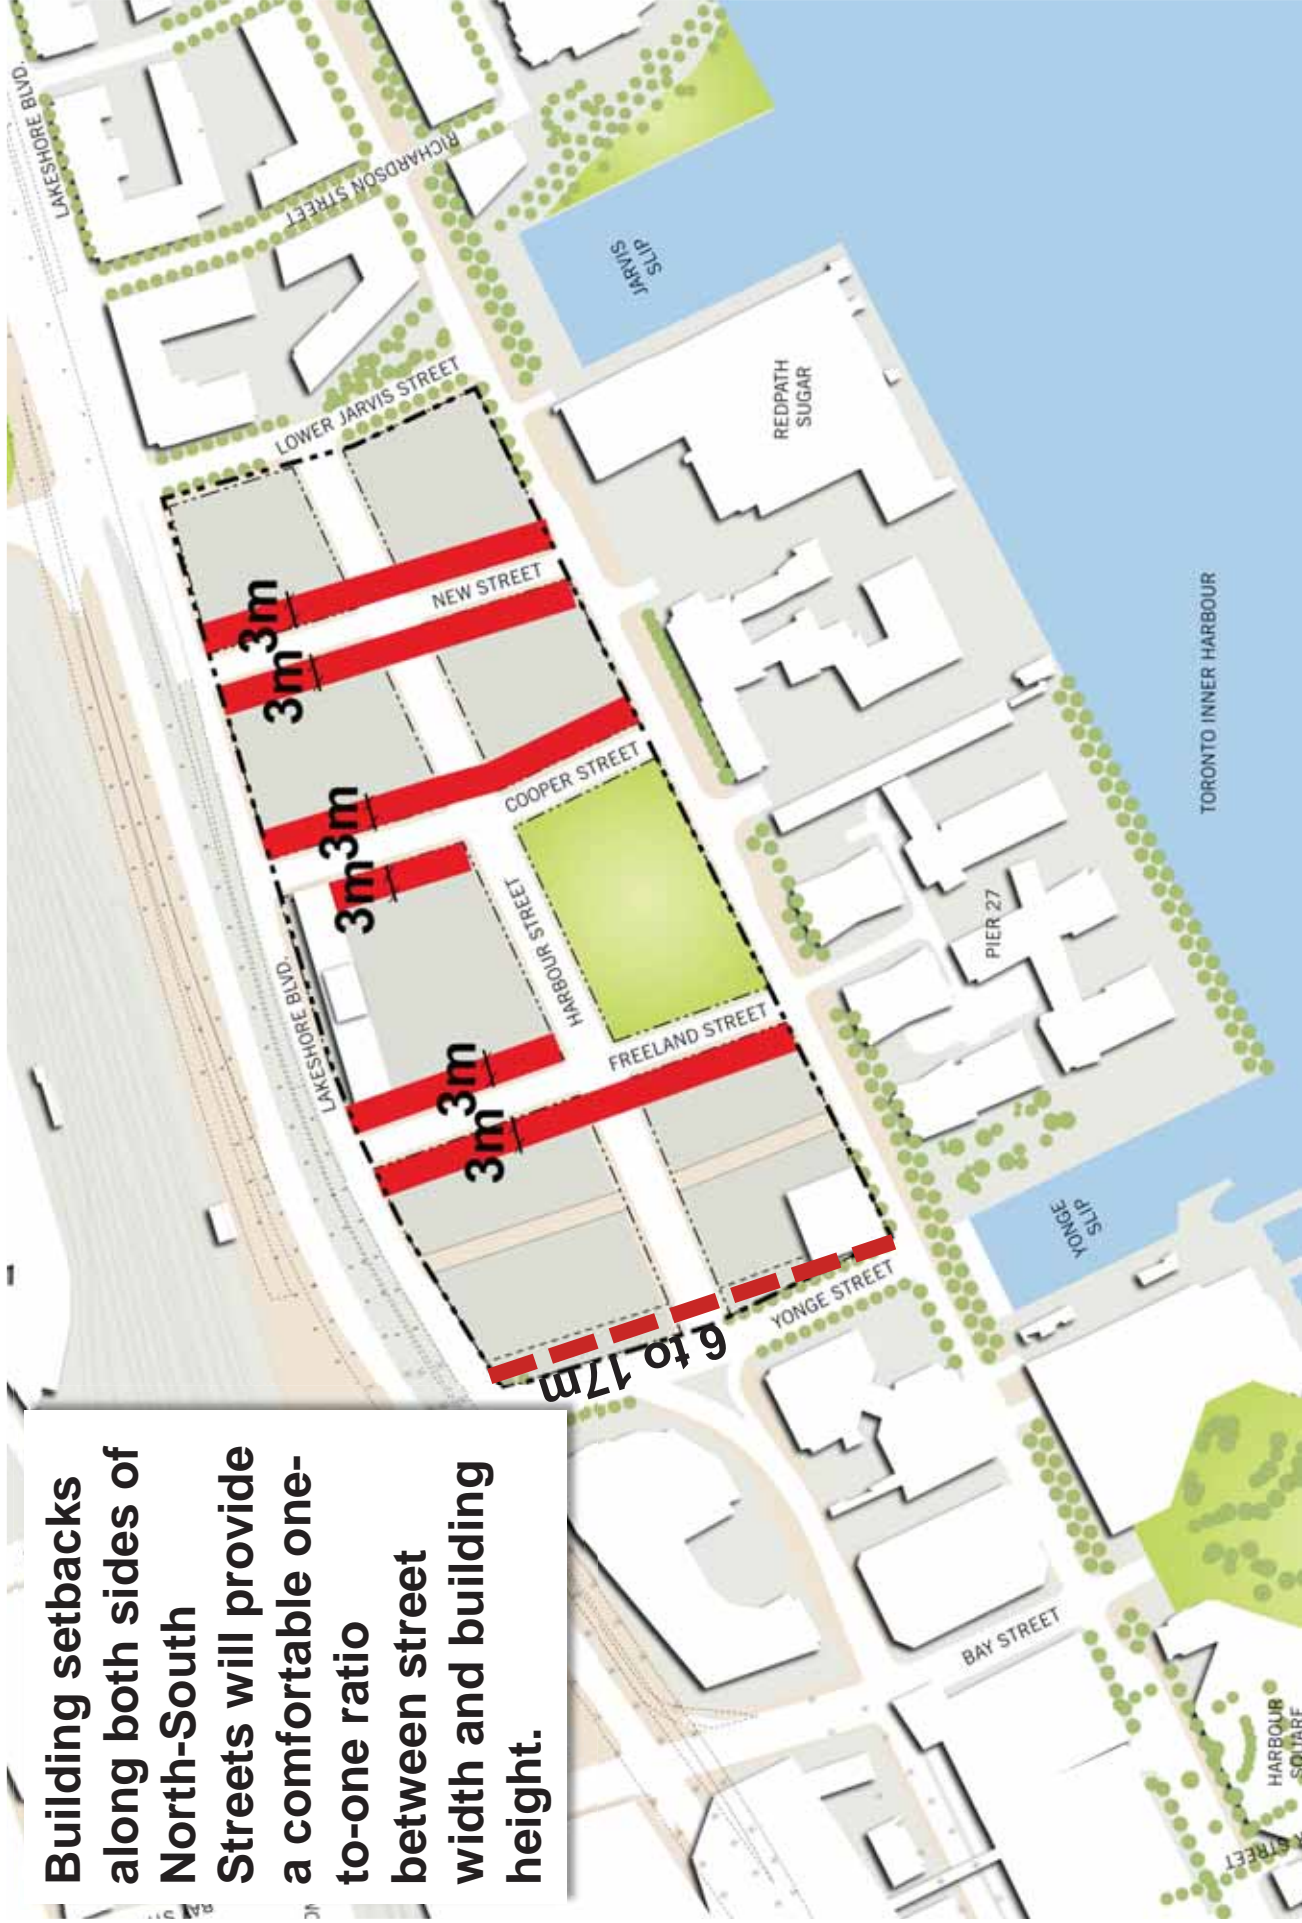 Building setbacks
along both sides of
North-South
Streets will provide
a comfortable one-
to-one ratio
between street
width and building
height.
LAKESHORE BLVD.
RICHARDSON STREET
LOWER JARVIS STREET
JARVIS
SLIP
REDPATH
SUGAR
3m
3m
NEW STREET
3m
3m
COOPER STREET
HARBOUR STREET
LAKESHORE BLVD.
3m
3m
FREELAND STREET
6 to 17m
YONGE STREET
PIER 27
TORONTO INNER HARBOUR
YONGE
SLIP
BAY STREET
HARBOUR
SQUARE
STREET